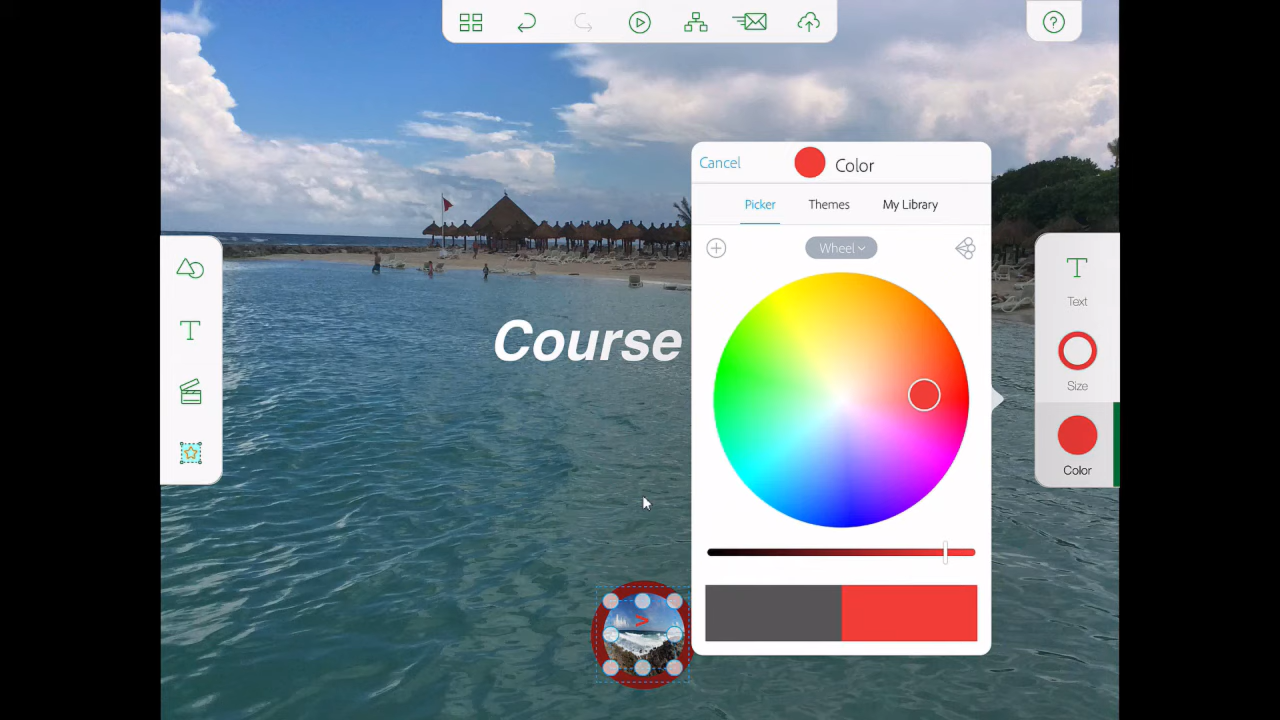 ?
Cancel
Color
Picker
Themes
My Library
Wheel
T
Text
T
Course
Size
Color
>